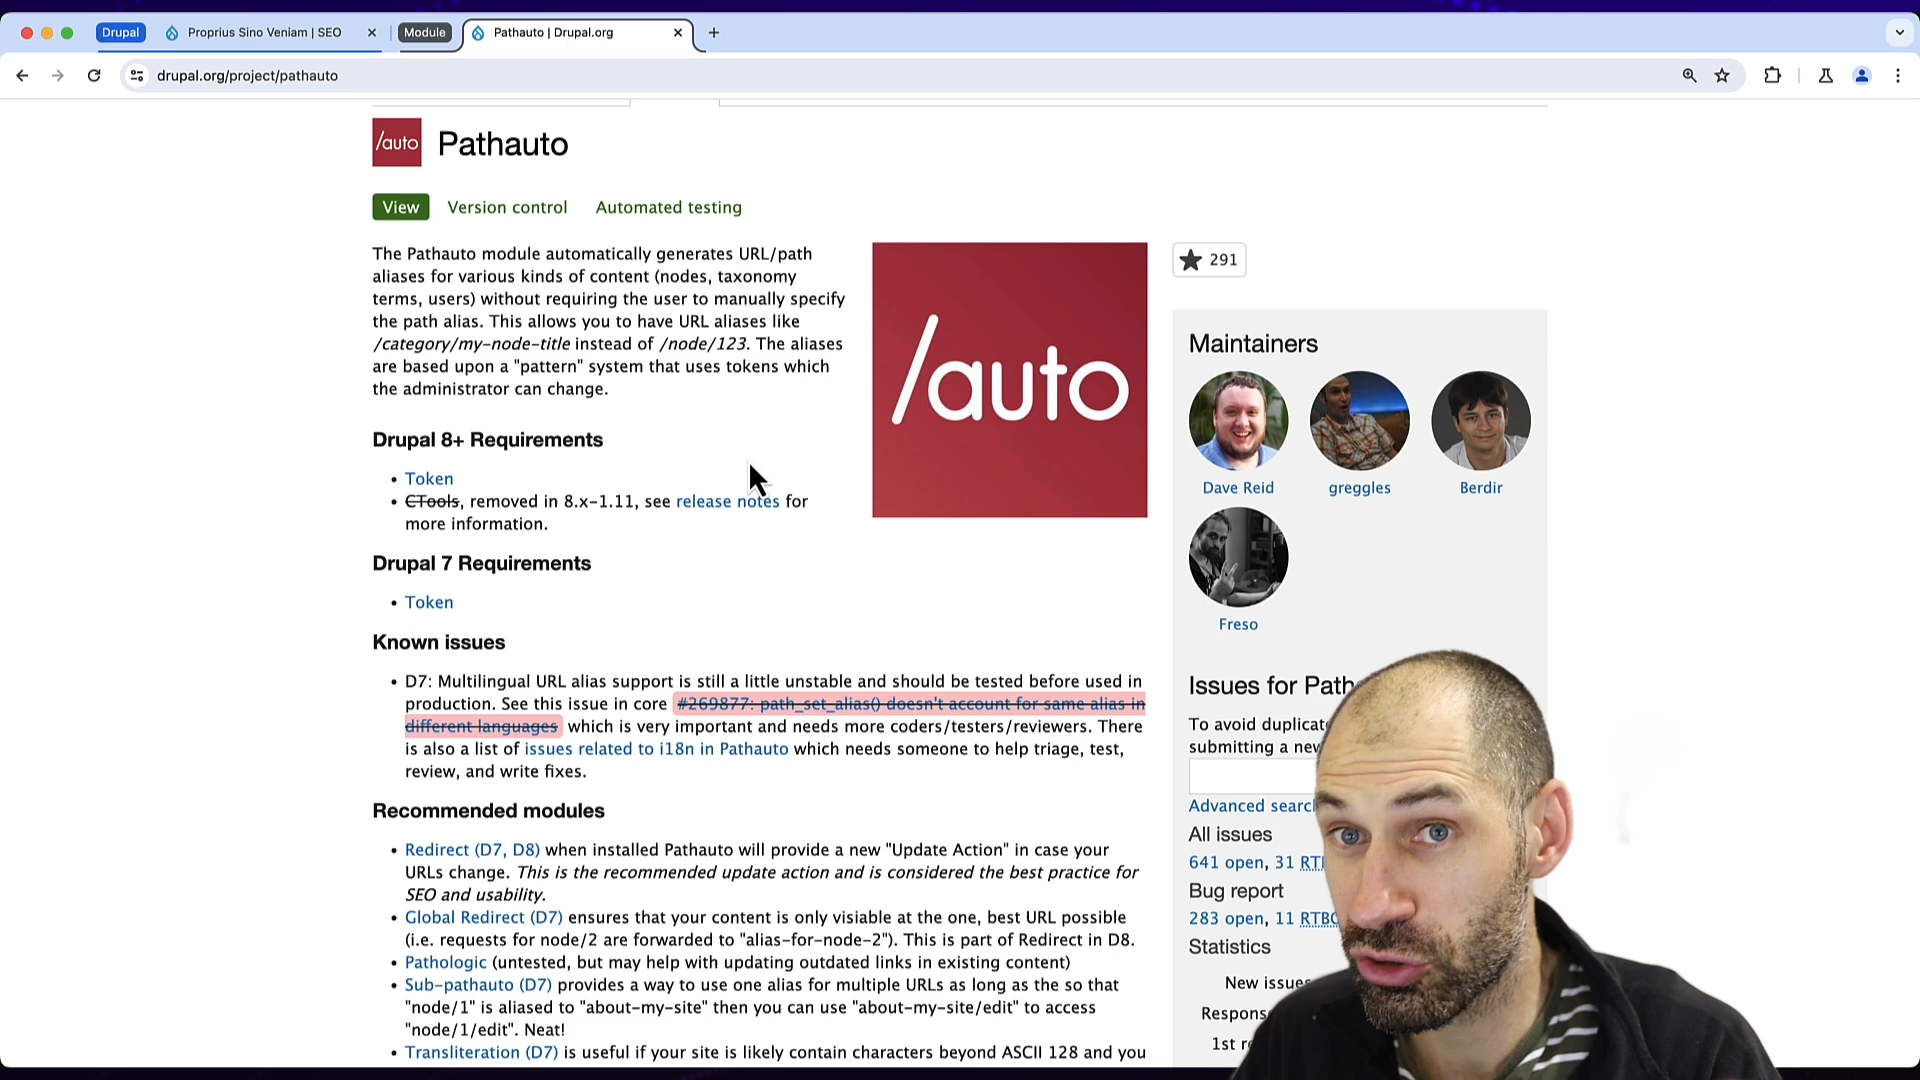 Drupal
Proprius Sino Veniam | SEO
Module
Pathauto | Drupal.org
drupal.org/project/pathauto
/auto
Pathauto
View
Version control
Automated testing
The Pathauto module automatically generates URL/path
aliases for various kinds of content (nodes, taxonomy
terms, users) without requiring the user to manually specify
the path alias. This allows you to have URL aliases like
/category/my-node-title instead of /node/123. The aliases
are based upon a "pattern" system that uses tokens which
the administrator can change.
/auto
291
Drupal 8+ Requirements
• Token
• CTools, removed in 8.x-1.11, see release notes for
more information.
Drupal 7 Requirements
• Token
Known issues
• D7: Multilingual URL alias support is still a little unstable and should be tested before used in
production. See this issue in core #269877: path_set_alias() doesn't account for same alias in
different languages which is very important and needs more coders/testers/reviewers. There
is also a list of issues related to i18n in Pathauto which needs someone to help triage, test,
review, and write fixes.
Recommended modules
• Redirect (D7, D8) when installed Pathauto will provide a new "Update Action" in case your
URLs change. This is the recommended update action and is considered the best practice for
SEO and usability.
• Global Redirect (D7) ensures that your content is only visiable at the one, best URL possible
(i.e. requests for node/2 are forwarded to "alias-for-node-2"). This is part of Redirect in D8.
• Pathologic (untested, but may help with updating outdated links in existing content)
• Sub-pathauto (D7) provides a way to use one alias for multiple URLs as long as the so that
"node/1" is aliased to "about-my-site" then you can use "about-my-site/edit" to access
"node/1/edit". Neat!
• Transliteration (D7) is useful if your site is likely contain characters beyond ASCII 128 and you
Maintainers
Dave Reid
greggles
Berdir
Freso
Issues for Path
To avoid duplicat
submitting a new
Advanced search
All issues
641 open, 31 RT
Bug report
283 open, 11 RTBC
Statistics
New issues
Respons
1st re